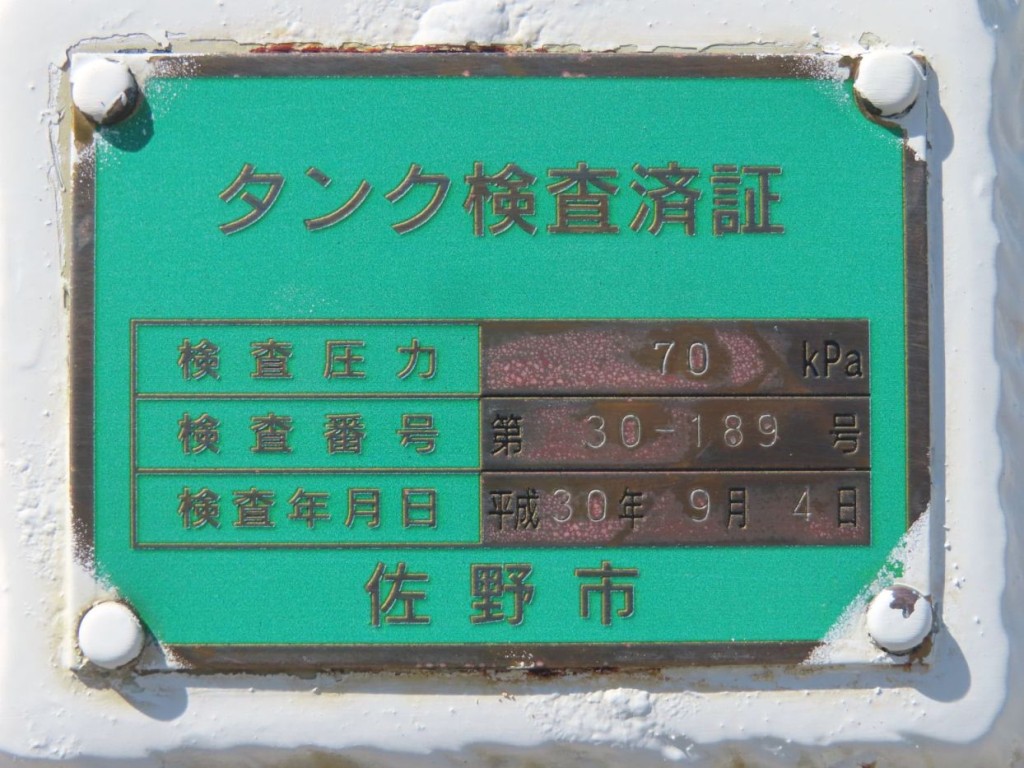 タンク検査済証
検査圧力 70 kPa
検査番号 第 30-189 号
検査年月日 平成30年 9月 4日
佐野市